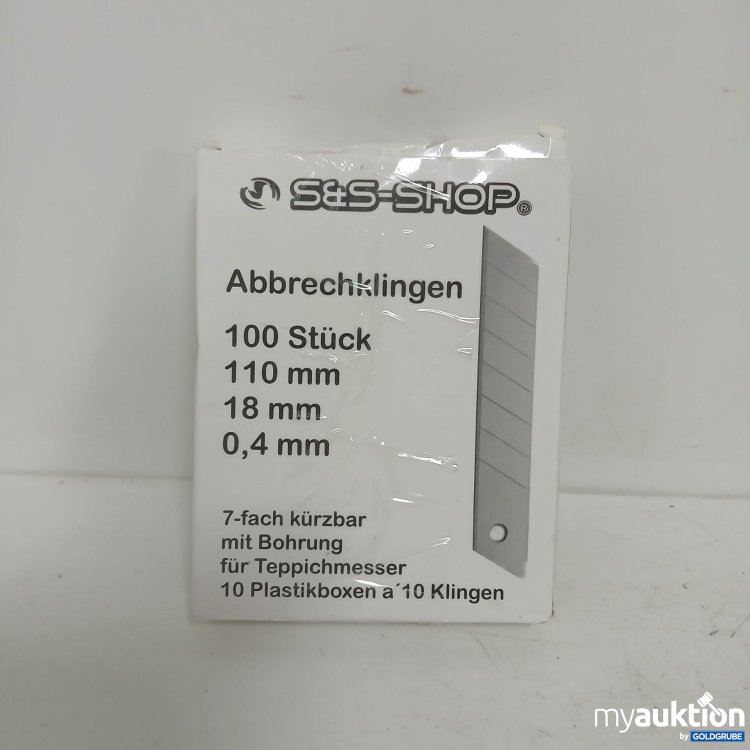 S&S-SHOP®
Abbrechklingen
100 Stück
110 mm
18 mm
0,4 mm
7-fach kürzbar
mit Bohrung
für Teppichmesser
10 Plastikboxen a´10 Klingen
myauktion
by GOLDGRUBE